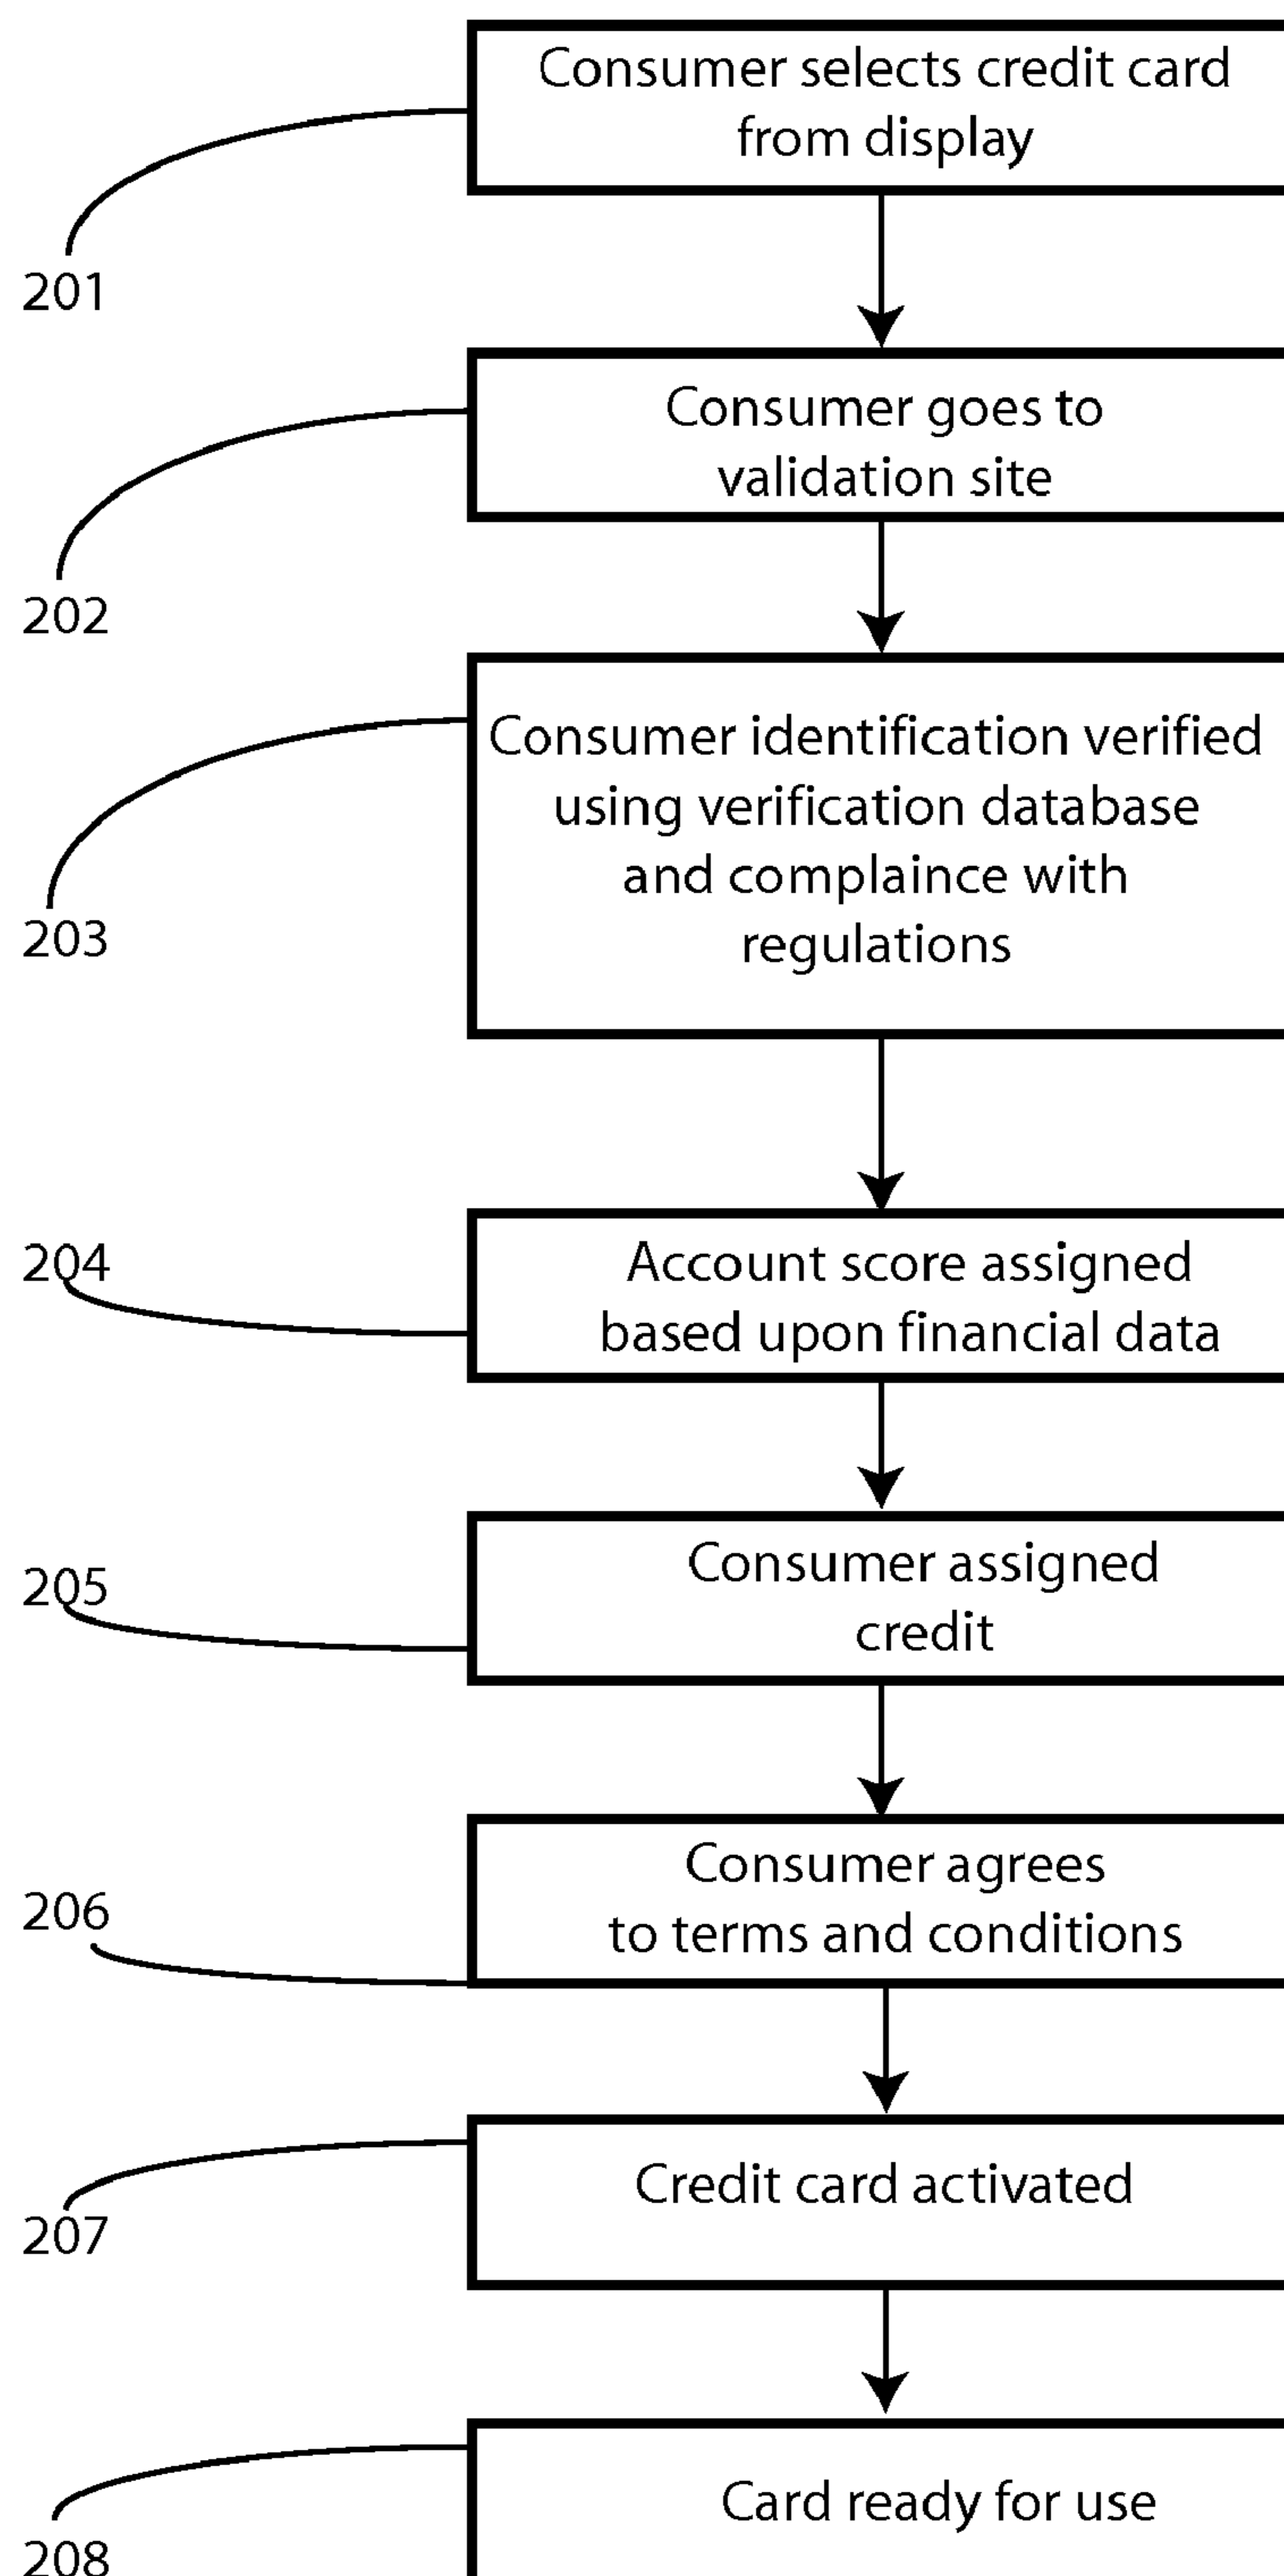 Consumer selects credit card
from display
201
Consumer goes to
validation site
202
Consumer identification verified
using verification database
and complaince with
regulations
203
204
Account score assigned
based upon financial data
205
Consumer assigned
credit
206
Consumer agrees
to terms and conditions
207
Credit card activated
208
Card ready for use